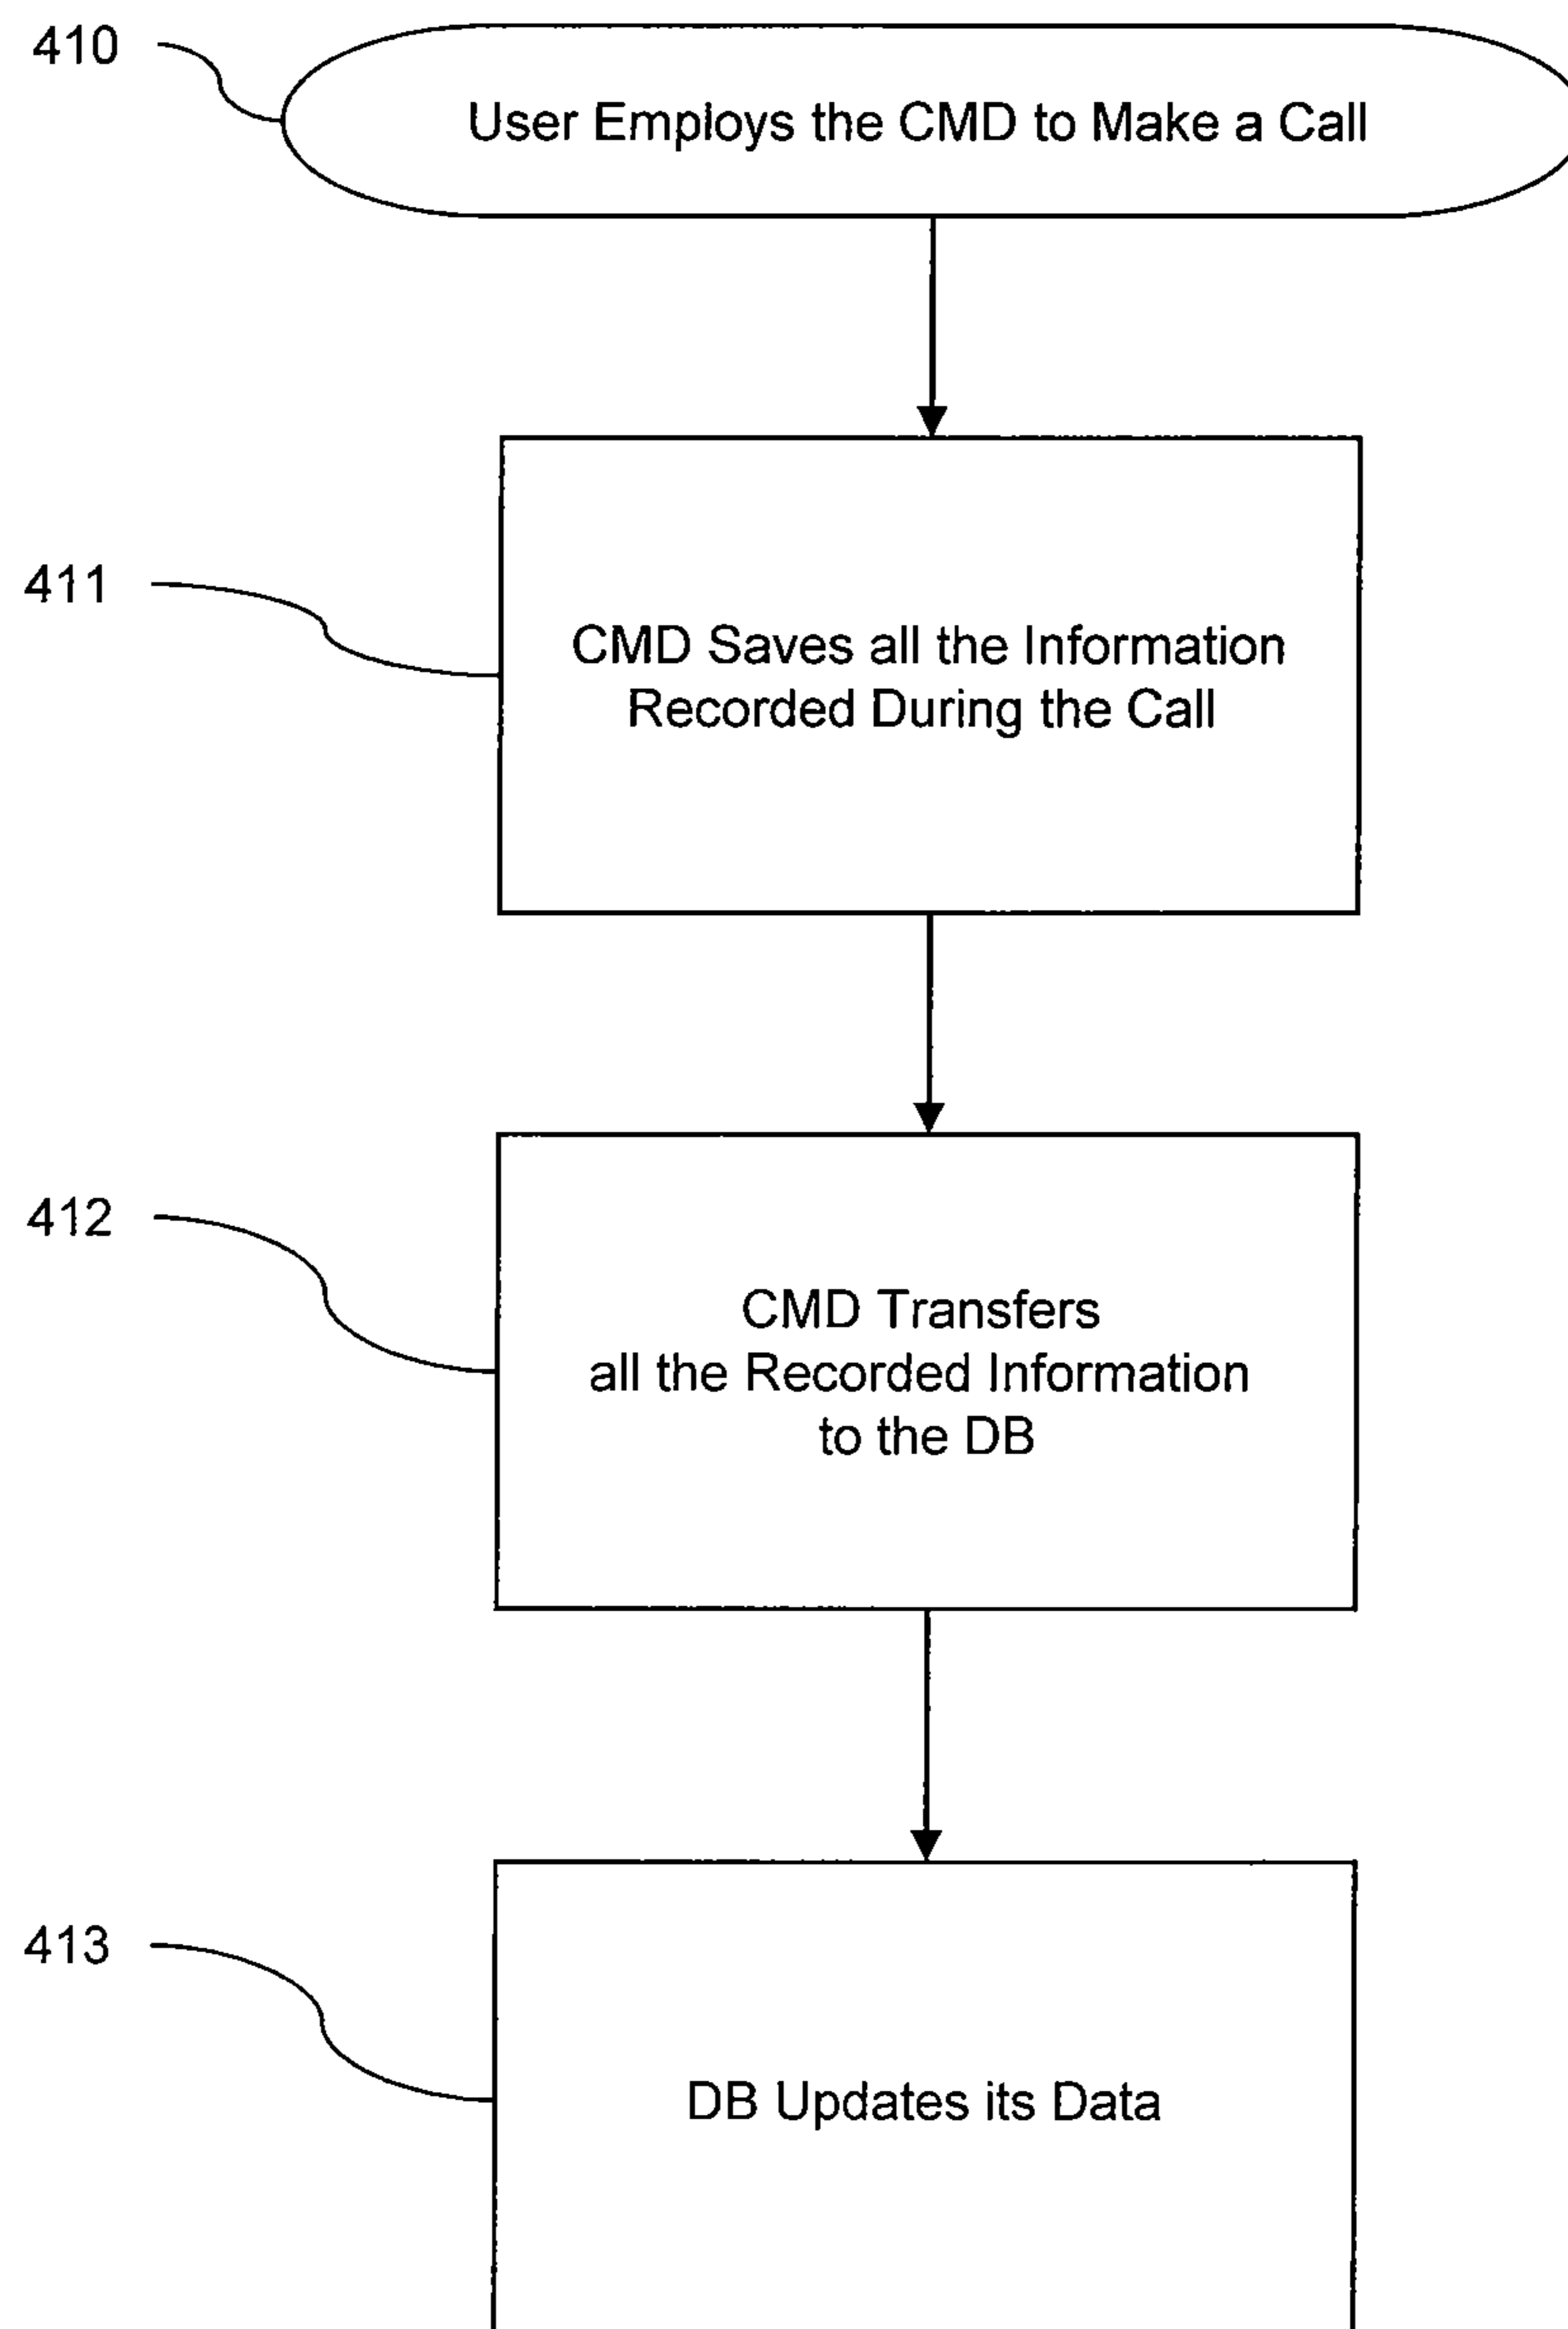 410
User Employs the CMD to Make a Call
411
CMD Saves all the Information
Recorded During the Call
412
CMD Transfers
all the Recorded Information
to the DB
413
DB Updates its Data